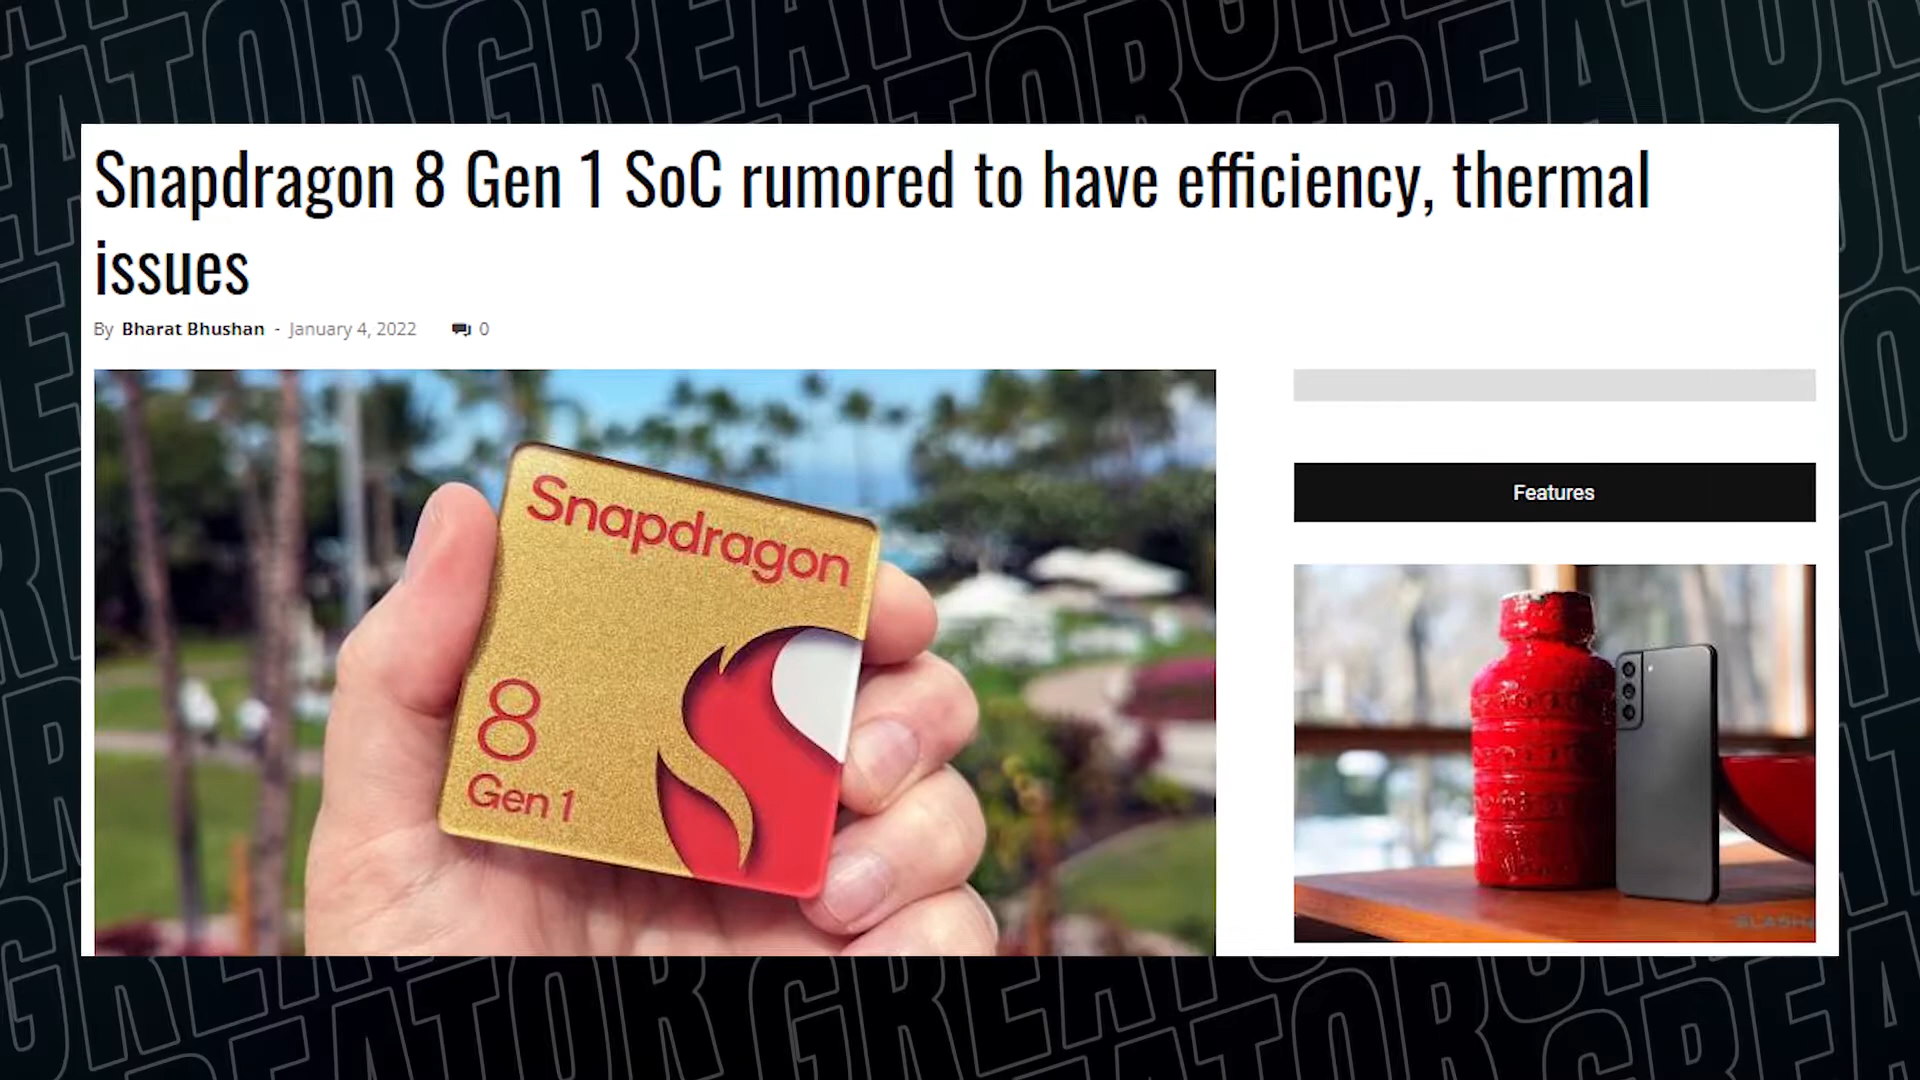 Snapdragon 8 Gen 1 SoC rumored to have efficiency, thermal
issues
By Bharat Bhushan - January 4, 2022 0
Snapdragon
8
Gen 1
Features